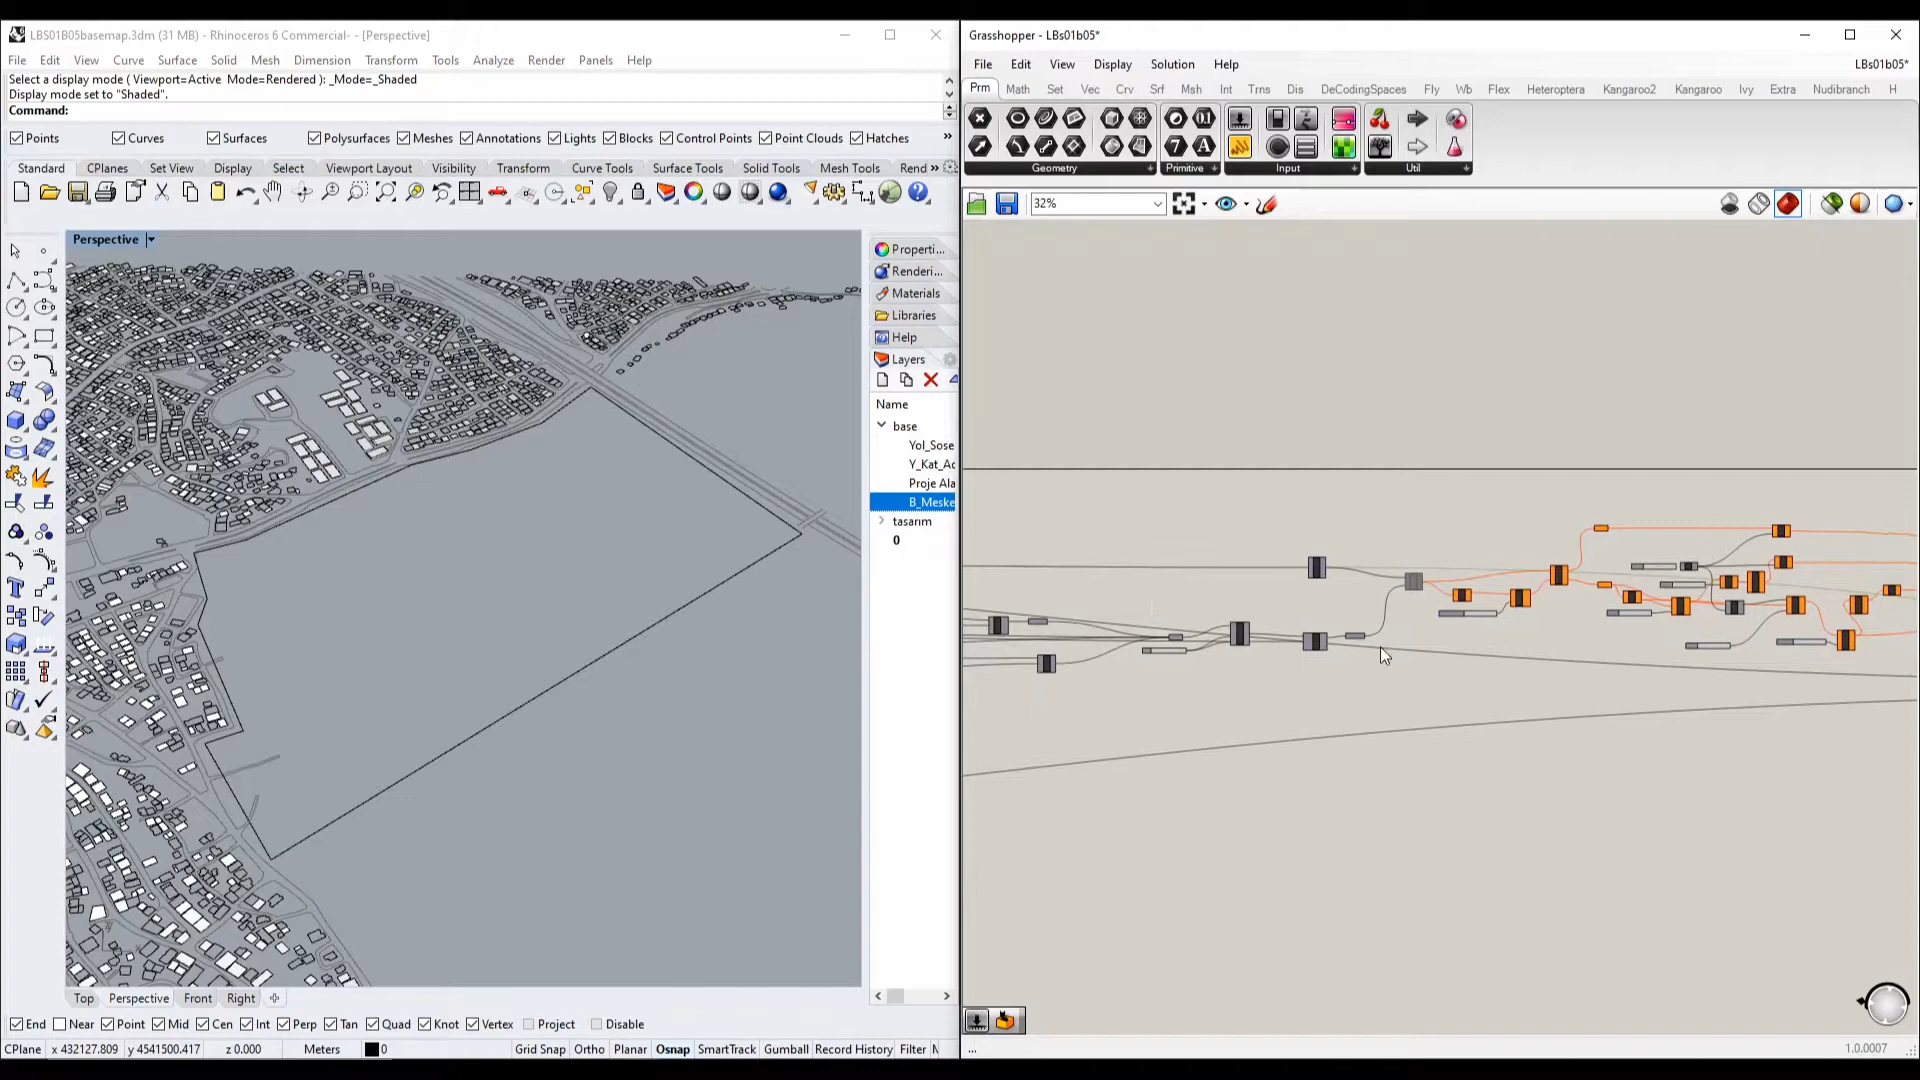 LBS01B05basemap.3dm (31 MB) - Rhinoceros 6 Commercial- - [Perspective]
File Edit View Curve Surface Solid Mesh Dimension Transform Tools Analyze Render Panels Help
Select a display mode ( Viewport=Active Mode=Rendered ): _Mode=_Shaded
Display mode set to "Shaded".
Command:
Points Curves Surfaces Polysurfaces Meshes Annotations Lights Blocks Control Points Point Clouds Hatches
Standard CPlanes Set View Display Select Viewport Layout Visibility Transform Curve Tools Surface Tools Solid Tools Mesh Tools Rend
Perspective
Properti...
Renderi...
Materials
Libraries
Help
Layers
Name
base
Yol_Sose
Y_Kat_Ac
Proje Ala
B_Meske
tasarım
0
Top Perspective Front Right
End Near Point Mid Cen Int Perp Tan Quad Knot Vertex Project Disable
CPlane x 432127.809 y 4541500.417 z 0.000 Meters 0 Grid Snap Ortho Planar Osnap SmartTrack Gumball Record History Filter
Grasshopper - LBs01b05*
File Edit View Display Solution Help LBs01b05*
Prm Math Set Vec Crv Srf Msh Int Trns Dis DeCodingSpaces Fly Wb Flex Heteroptera Kangaroo2 Kangaroo Ivy Extra Nudibranch H
Geometry Primitive Input Util
32%
... 1.0.0007